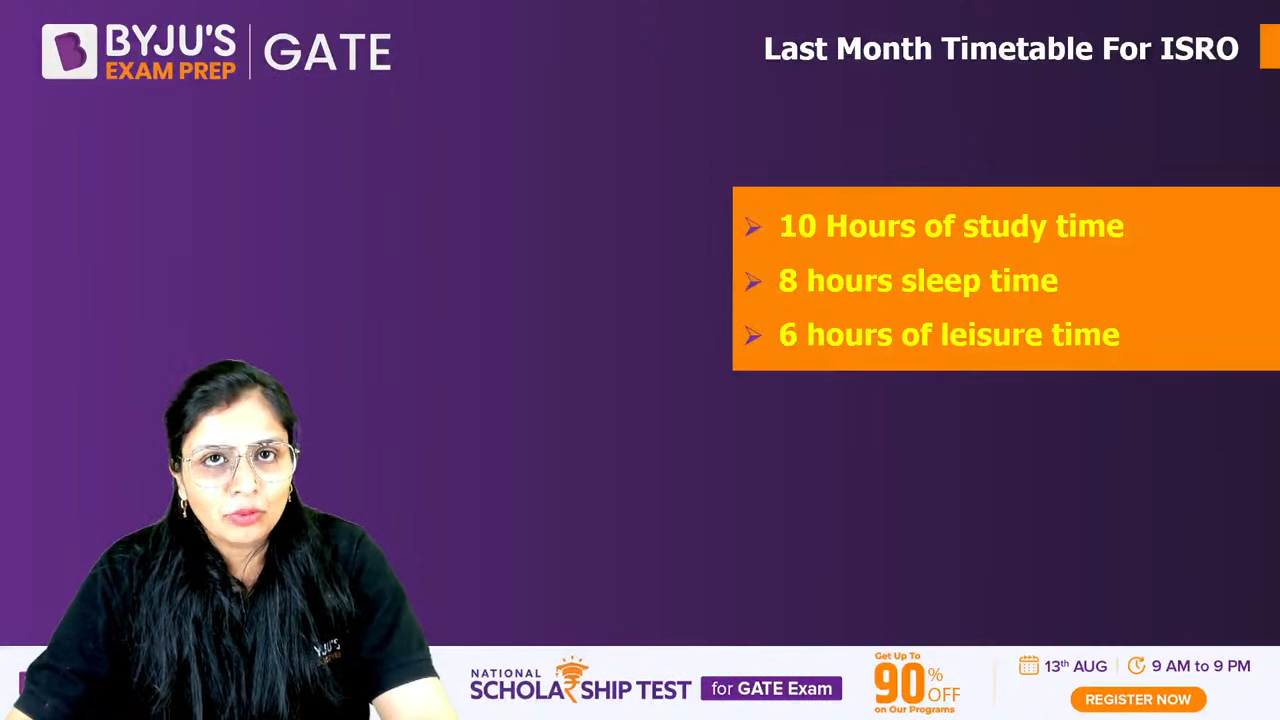 BYJU'S
EXAM PREP
GATE
Last Month Timetable For ISRO
10 Hours of study time
8 hours sleep time
6 hours of leisure time
NATIONAL
SCHOLARSHIP TEST
for GATE Exam
Get Up To
90% OFF
on Our Programs
13th AUG
9 AM to 9 PM
REGISTER NOW